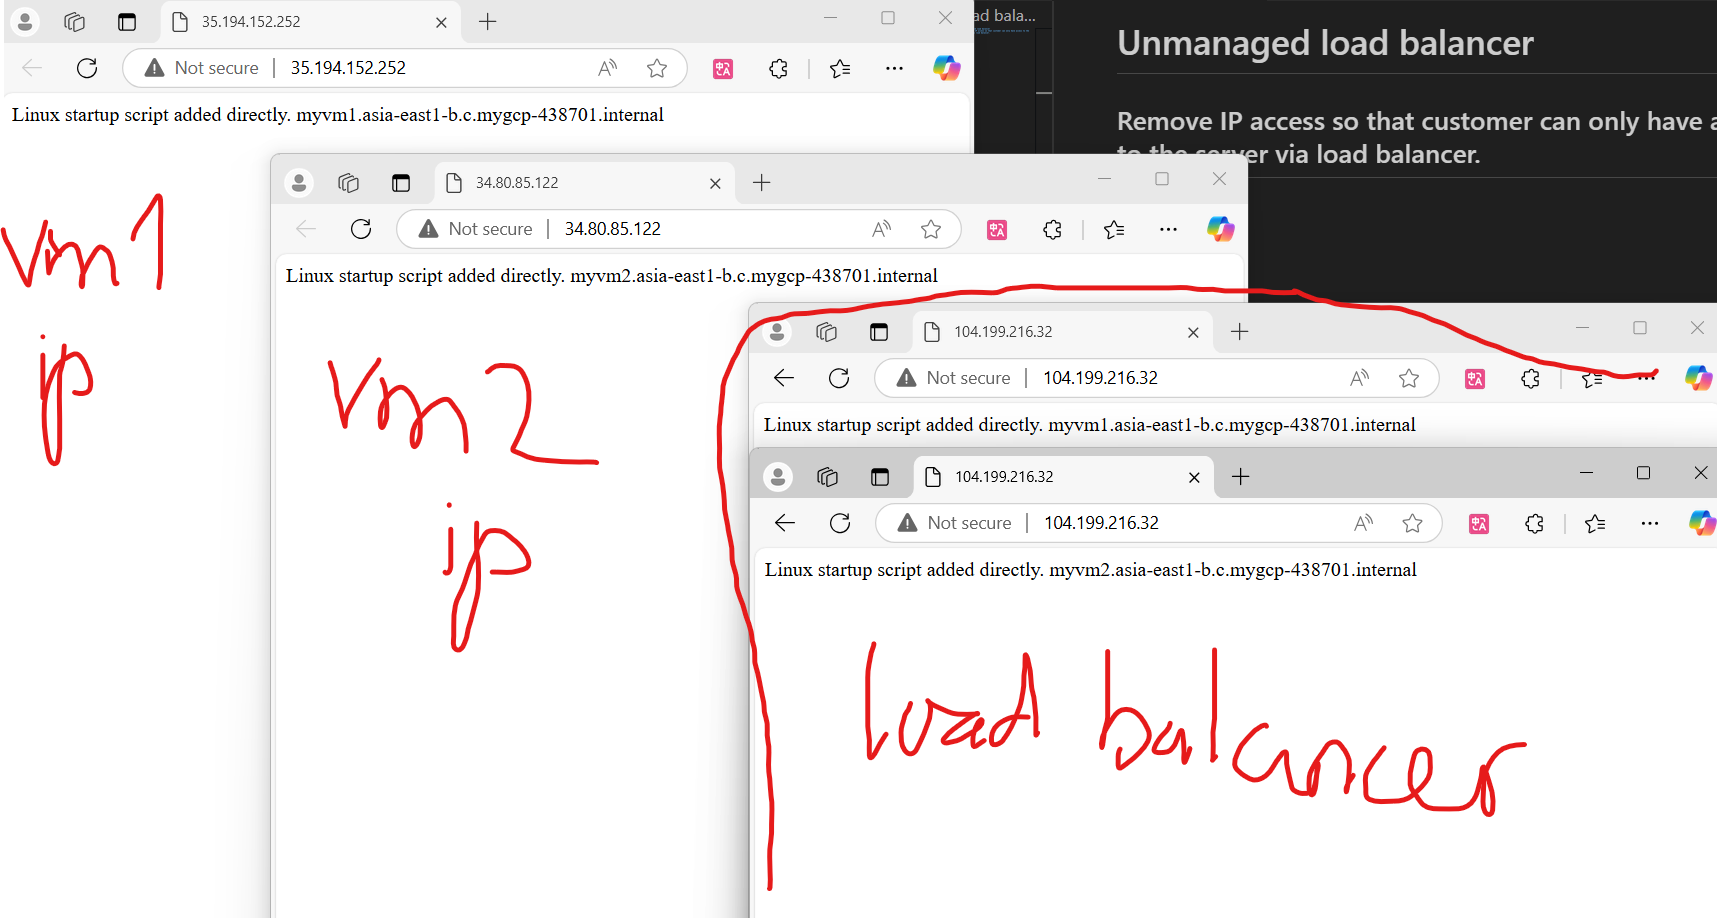 35.194.152.252
Not secure | 35.194.152.252
Linux startup script added directly. myvm1.asia-east1-b.c.mygcp-438701.internal
ad bala...
Unmanaged load balancer
Remove IP access so that customer can only have a
to the server via load balancer.
vm1
ip
34.80.85.122
Not secure | 34.80.85.122
Linux startup script added directly. myvm2.asia-east1-b.c.mygcp-438701.internal
vm2
ip
104.199.216.32
Not secure | 104.199.216.32
Linux startup script added directly. myvm1.asia-east1-b.c.mygcp-438701.internal
104.199.216.32
Not secure | 104.199.216.32
Linux startup script added directly. myvm2.asia-east1-b.c.mygcp-438701.internal
load balancer